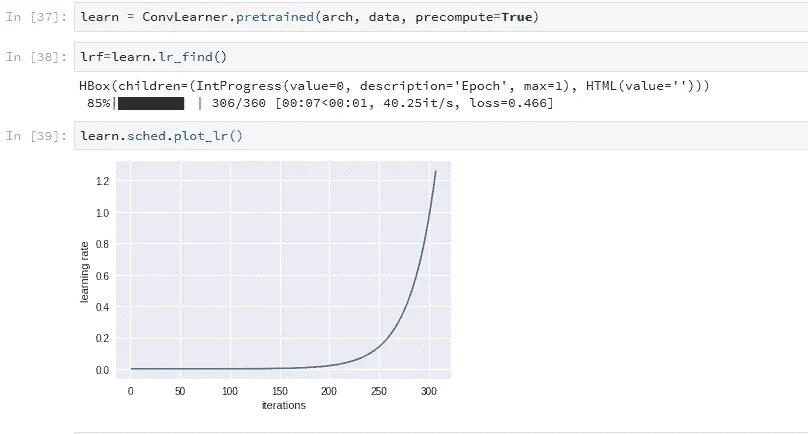 In [37]: learn = ConvLearner.pretrained(arch, data, precompute=True)
In [38]: lrf=learn.lr_find()
HBox(children=(IntProgress(value=0, description='Epoch', max=1), HTML(value='')))
85%|████████ | 306/360 [00:07<00:01, 40.25it/s, loss=0.466]
In [39]: learn.sched.plot_lr()
1.2
1.0
0.8
0.6
0.4
0.2
0.0
learning rate
0 50 100 150 200 250 300
iterations